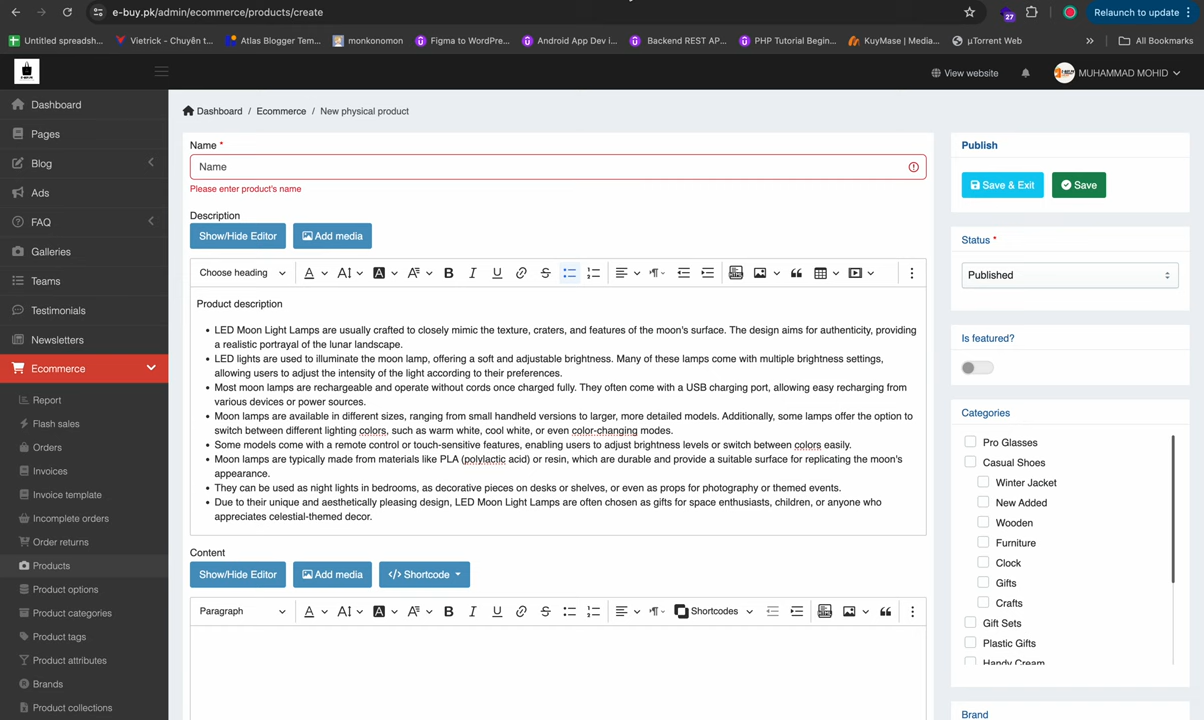 e-buy.pk/admin/ecommerce/products/create
27
Relaunch to update
Untitled spreadsh...
Vietrick - Chuyên t...
Atlas Blogger Tem...
monkonomon
Figma to WordPre...
Android App Dev i...
Backend REST AP...
PHP Tutorial Begin...
KuyMase | Media...
µTorrent Web
»
All Bookmarks
View website
MUHAMMAD MOHID
Dashboard
Pages
Blog
Ads
FAQ
Galleries
Teams
Testimonials
Newsletters
Ecommerce
Report
Flash sales
Orders
Invoices
Invoice template
Incomplete orders
Order returns
Products
Product options
Product categories
Product tags
Product attributes
Brands
Product collections
Dashboard / Ecommerce / New physical product
Name *
Name
Please enter product's name
Description
Show/Hide Editor
Add media
Choose heading
Product description
• LED Moon Light Lamps are usually crafted to closely mimic the texture, craters, and features of the moon's surface. The design aims for authenticity, providing
a realistic portrayal of the lunar landscape.
• LED lights are used to illuminate the moon lamp, offering a soft and adjustable brightness. Many of these lamps come with multiple brightness settings,
allowing users to adjust the intensity of the light according to their preferences.
• Most moon lamps are rechargeable and operate without cords once charged fully. They often come with a USB charging port, allowing easy recharging from
various devices or power sources.
• Moon lamps are available in different sizes, ranging from small handheld versions to larger, more detailed models. Additionally, some lamps offer the option to
switch between different lighting colors, such as warm white, cool white, or even color-changing modes.
• Some models come with a remote control or touch-sensitive features, enabling users to adjust brightness levels or switch between colors easily.
• Moon lamps are typically made from materials like PLA (polylactic acid) or resin, which are durable and provide a suitable surface for replicating the moon's
appearance.
• They can be used as night lights in bedrooms, as decorative pieces on desks or shelves, or even as props for photography or themed events.
• Due to their unique and aesthetically pleasing design, LED Moon Light Lamps are often chosen as gifts for space enthusiasts, children, or anyone who
appreciates celestial-themed decor.
Content
Show/Hide Editor
Add media
</> Shortcode
Paragraph
Shortcodes
Publish
Save & Exit
Save
Status *
Published
Is featured?
Categories
Pro Glasses
Casual Shoes
Winter Jacket
New Added
Wooden
Furniture
Clock
Gifts
Crafts
Gift Sets
Plastic Gifts
Handy Cream
Brand